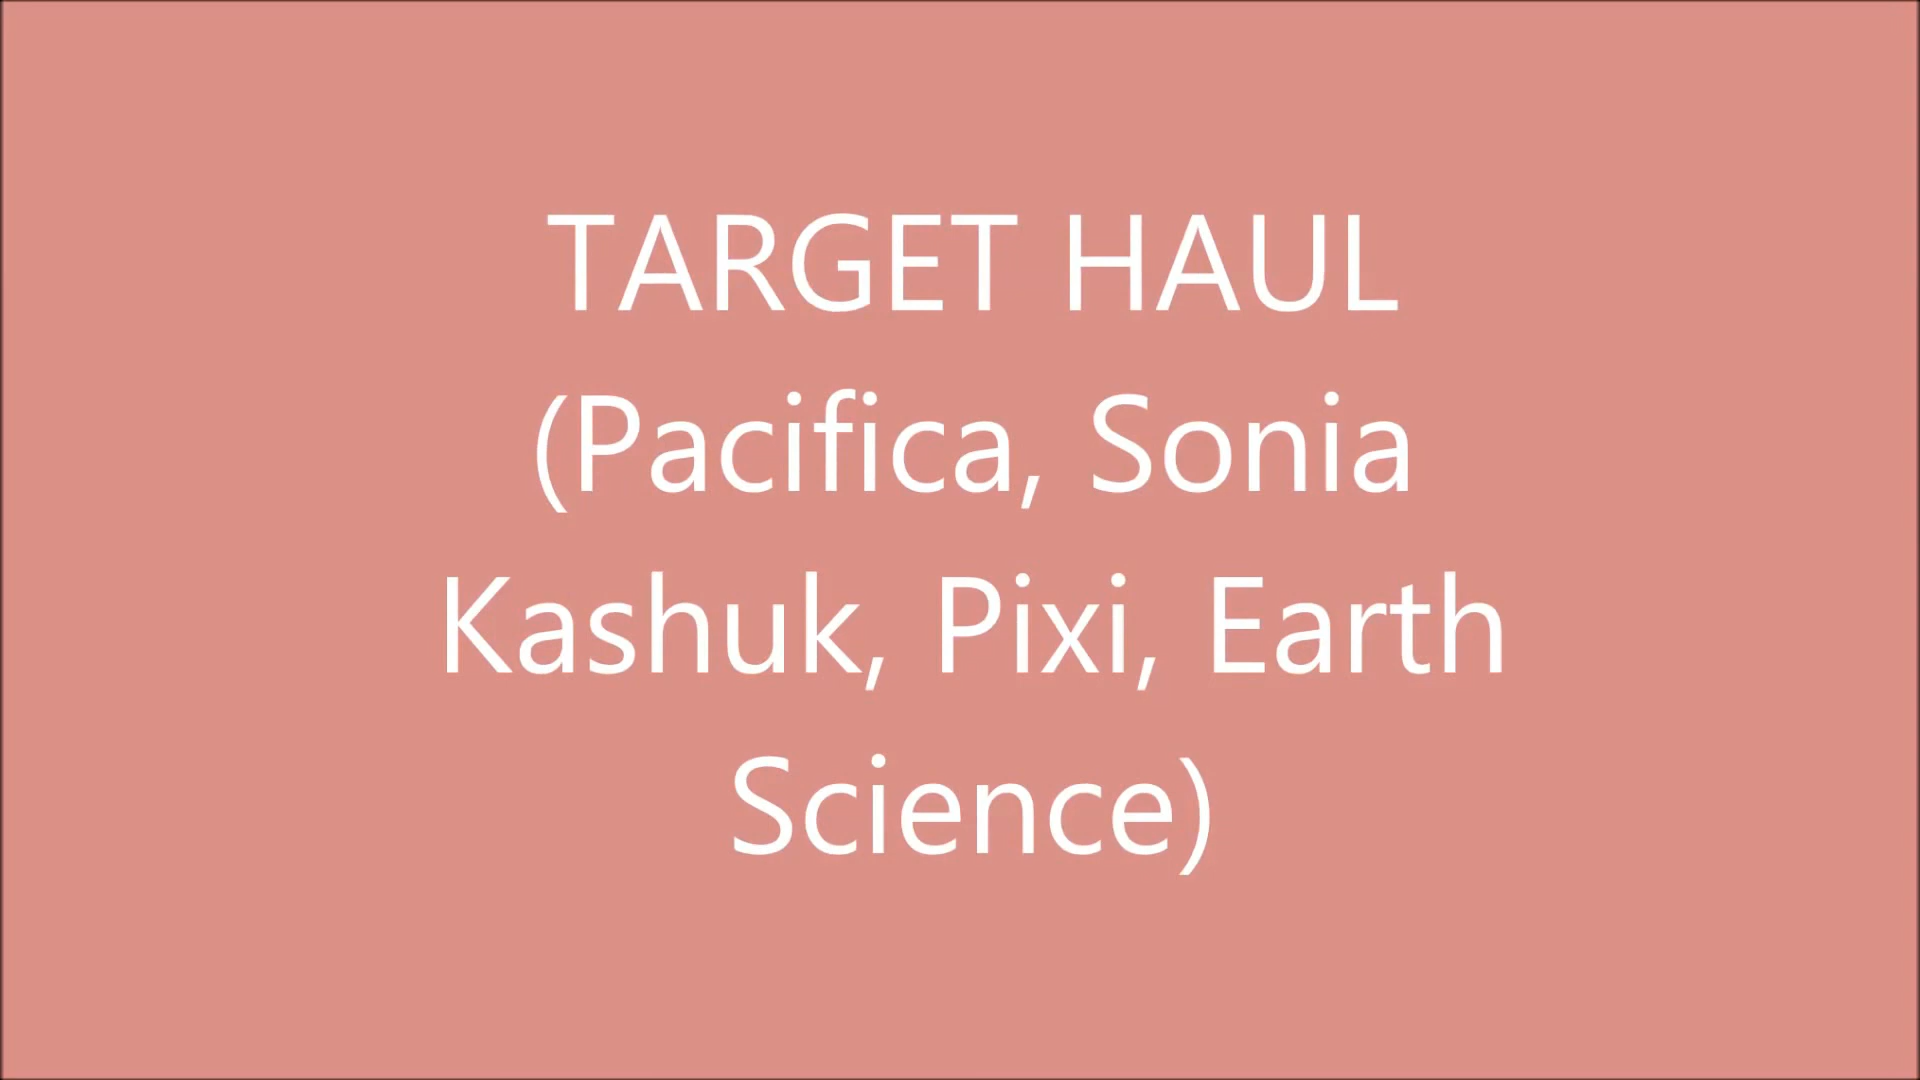 TARGET HAUL
(Pacifica, Sonia
Kashuk, Pixi, Earth
Science)